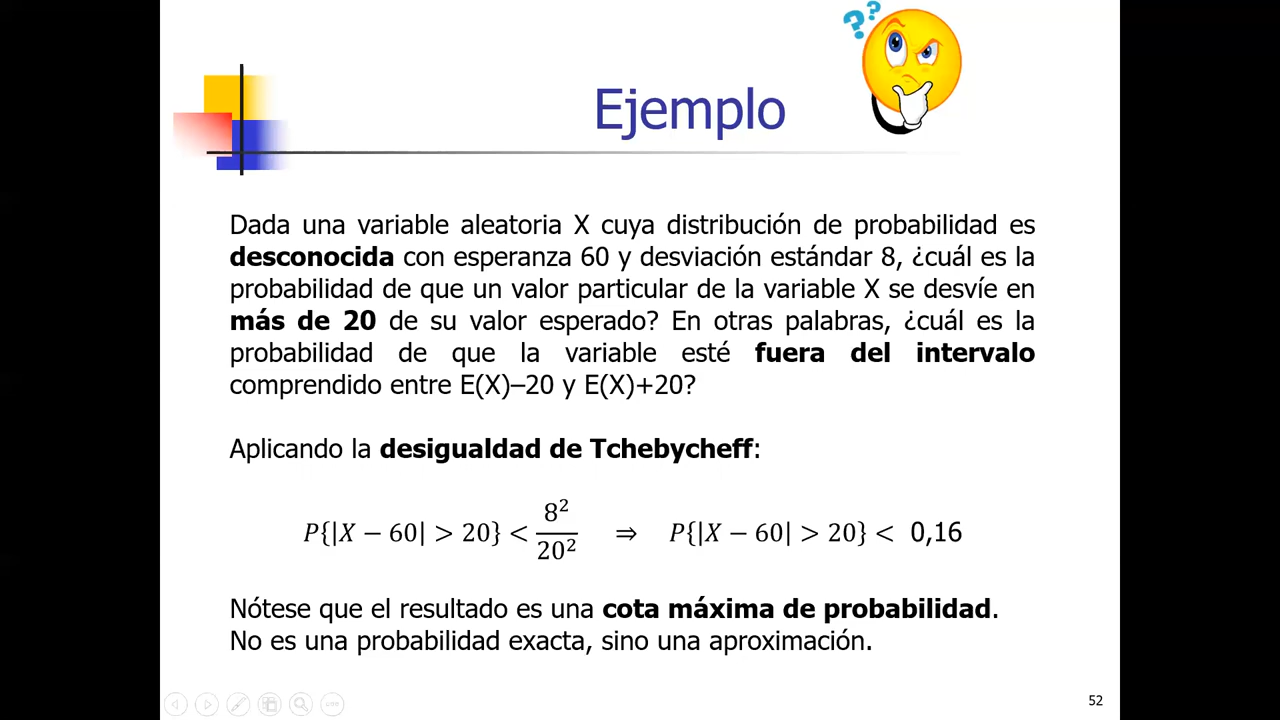 ??
?
Ejemplo
Dada una variable aleatoria X cuya distribución de probabilidad es
desconocida con esperanza 60 y desviación estándar 8, ¿cuál es la
probabilidad de que un valor particular de la variable X se desvíe en
más de 20 de su valor esperado? En otras palabras, ¿cuál es la
probabilidad de que la variable esté fuera del intervalo
comprendido entre E(X)–20 y E(X)+20?
Aplicando la desigualdad de Tchebycheff:
P{|X − 60| > 20} < 8²/20² ⇒ P{|X − 60| > 20} < 0,16
Nótese que el resultado es una cota máxima de probabilidad.
No es una probabilidad exacta, sino una aproximación.
52